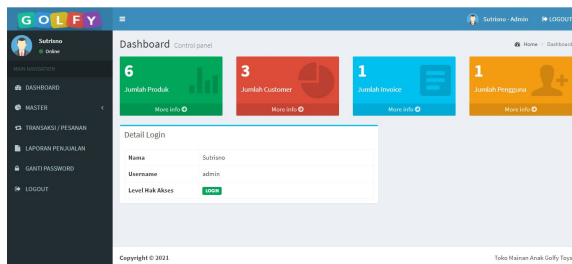 GOLFY
Sutrisno - Admin
LOGOUT
Sutrisno
Online
MAIN NAVIGATION
DASHBOARD
MASTER
TRANSAKSI / PESANAN
LAPORAN PENJUALAN
GANTI PASSWORD
LOGOUT
Dashboard Control panel
Home > Dashboard
6
Jumlah Produk
More info
3
Jumlah Customer
More info
1
Jumlah Invoice
More info
1
Jumlah Pengguna
More info
Detail Login
Nama Sutrisno
Username admin
Level Hak Akses LOGIN
Copyright © 2021
Toko Mainan Anak Golfy Toys